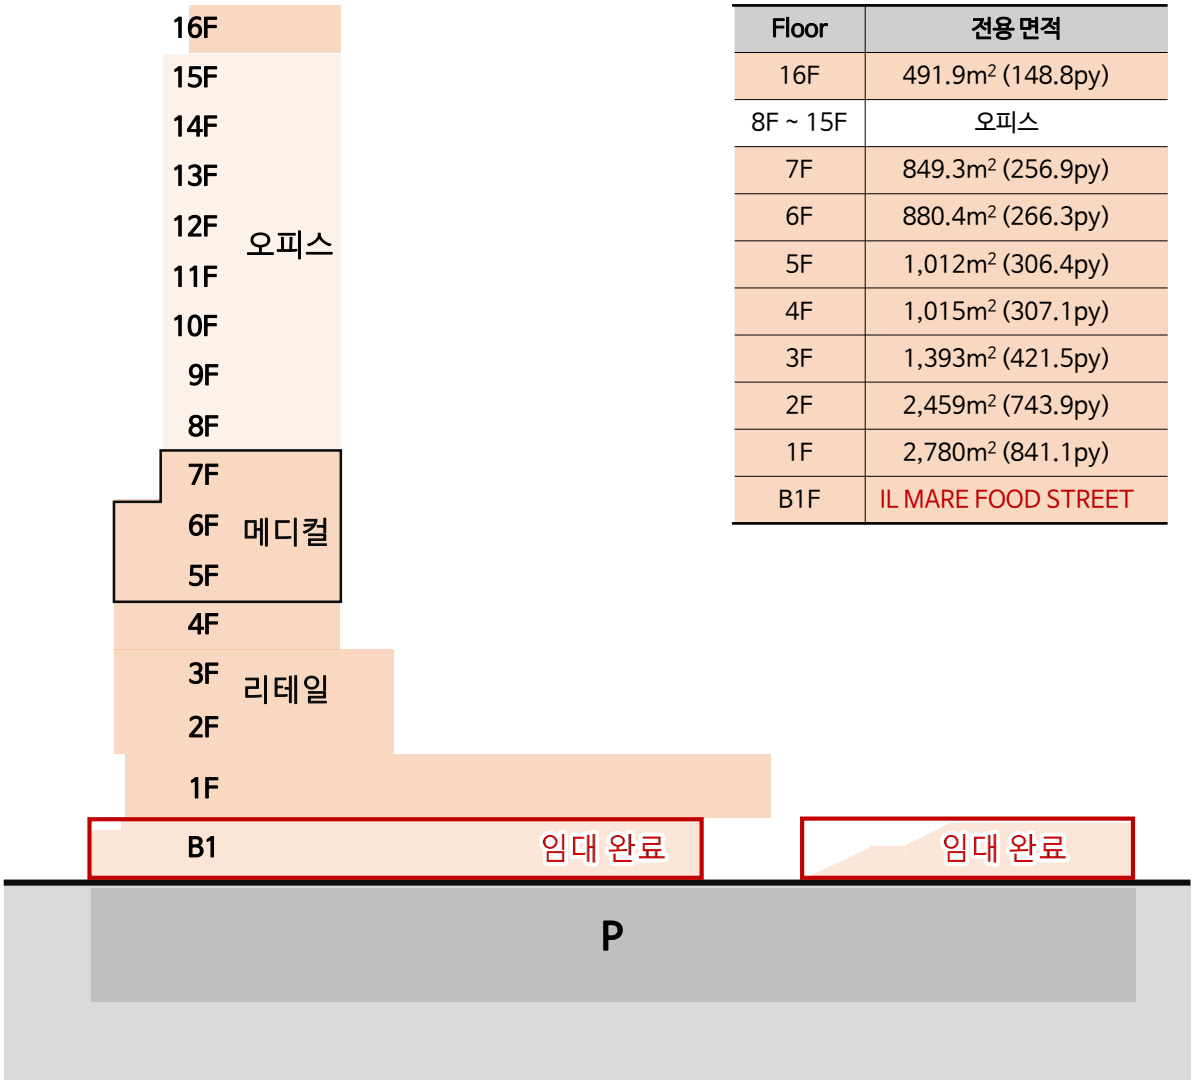 16F
15F
14F
13F
12F
오피스
11F
10F
9F
8F
7F
6F 메디컬
5F
4F
3F 리테일
2F
1F
B1 임대 완료 임대 완료
P
Floor 전용 면적
16F 491.9m² (148.8py)
8F ~ 15F 오피스
7F 849.3m² (256.9py)
6F 880.4m² (266.3py)
5F 1,012m² (306.4py)
4F 1,015m² (307.1py)
3F 1,393m² (421.5py)
2F 2,459m² (743.9py)
1F 2,780m² (841.1py)
B1F IL MARE FOOD STREET